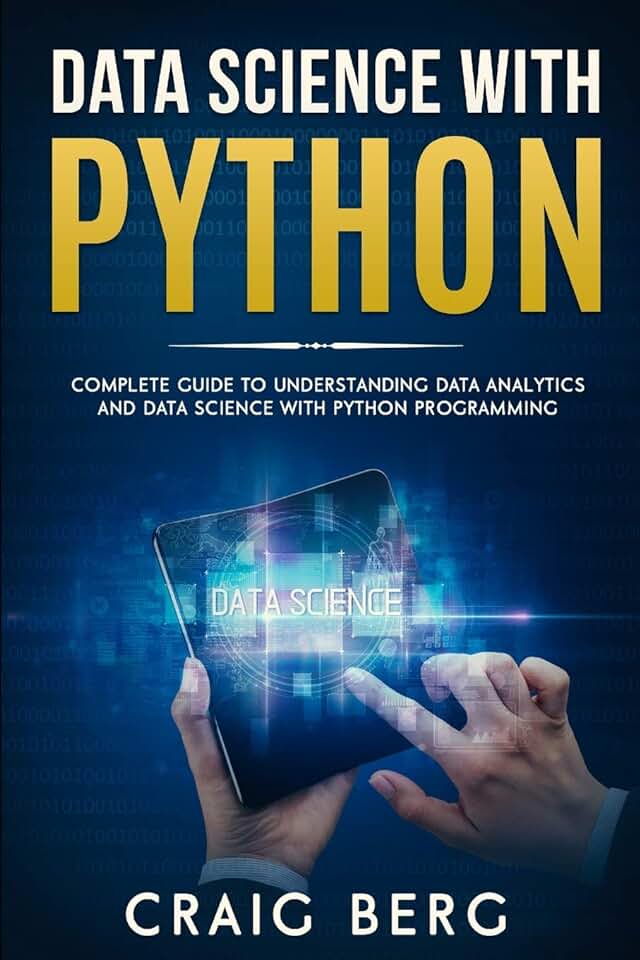 DATA SCIENCE WITH
PYTHON
COMPLETE GUIDE TO UNDERSTANDING DATA ANALYTICS
AND DATA SCIENCE WITH PYTHON PROGRAMMING
DATA SCIENCE
CRAIG BERG